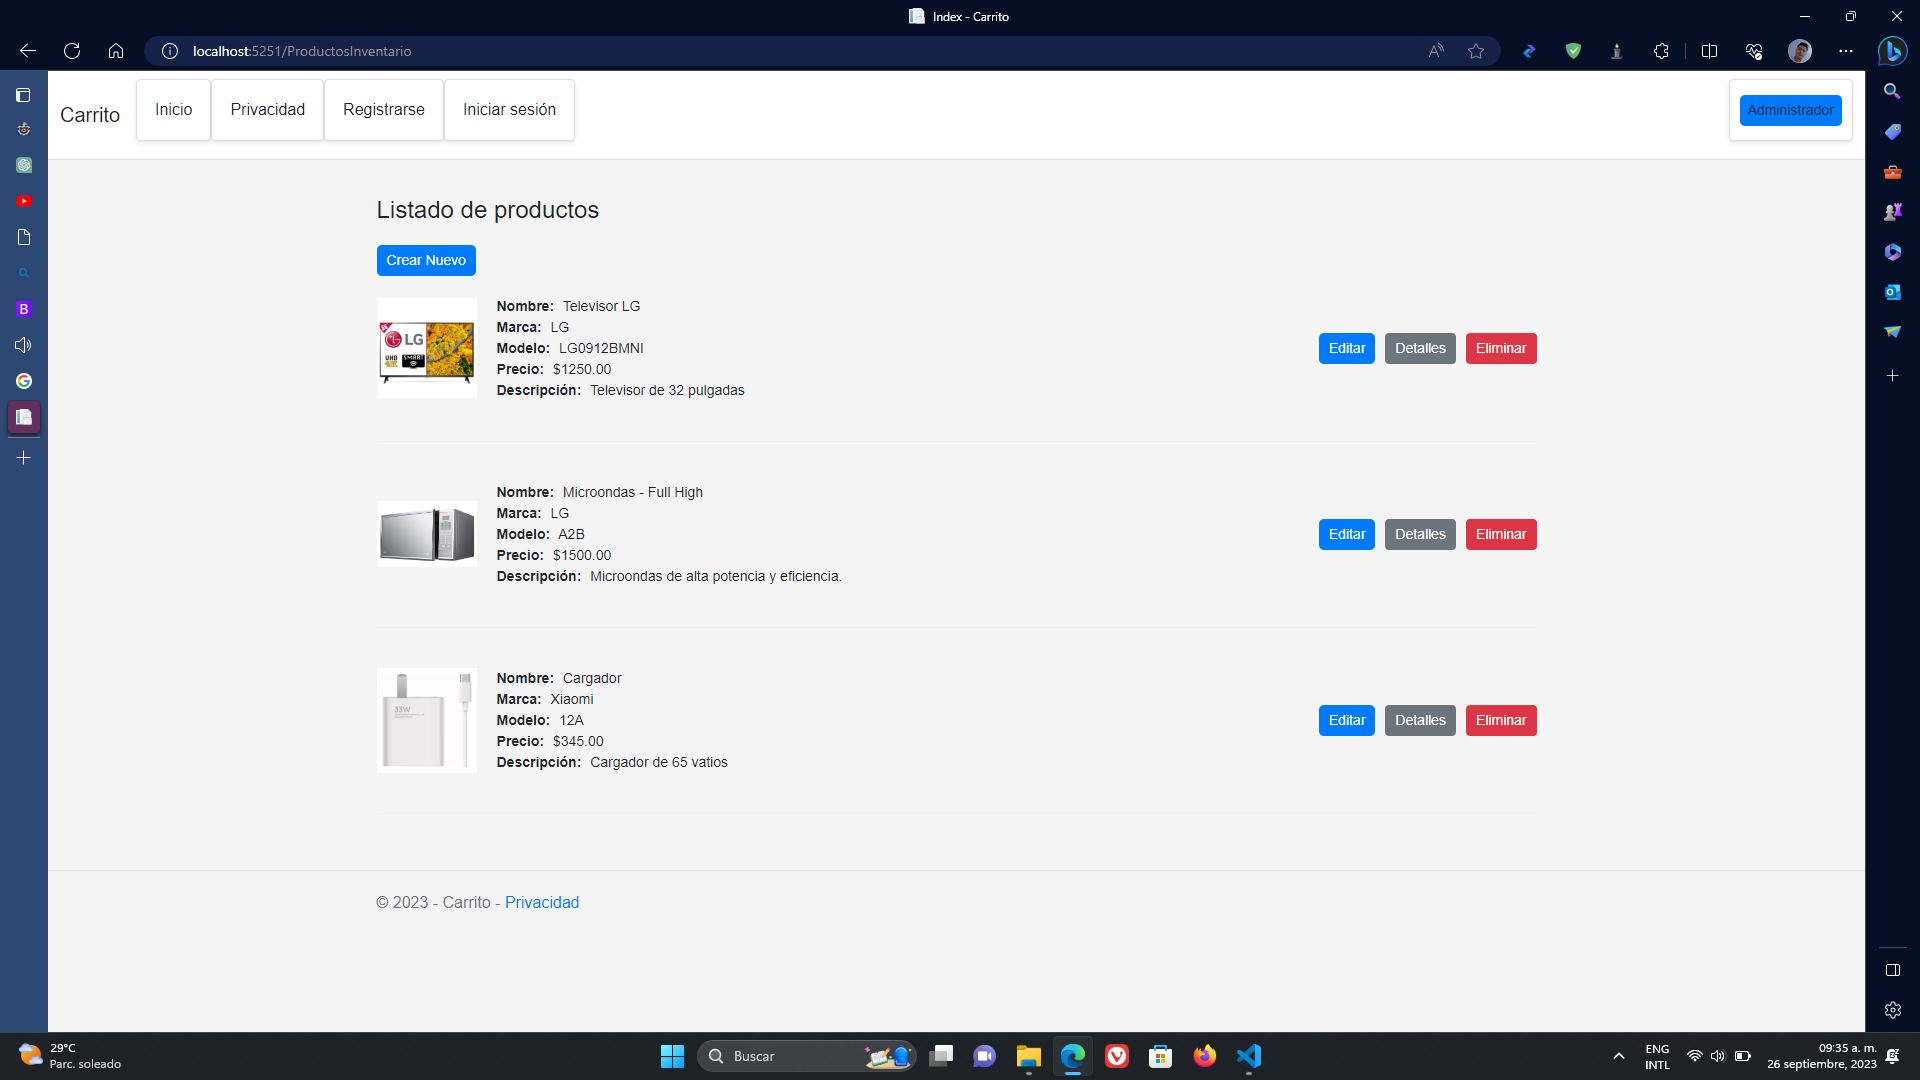 Index - Carrito
localhost:5251/ProductosInventario
Carrito
Inicio
Privacidad
Registrarse
Iniciar sesión
Administrador
Listado de productos
Crear Nuevo
LG
UHD
4K
SMART
Nombre: Televisor LG
Marca: LG
Modelo: LG0912BMNI
Precio: $1250.00
Descripción: Televisor de 32 pulgadas
Editar
Detalles
Eliminar
Nombre: Microondas - Full High
Marca: LG
Modelo: A2B
Precio: $1500.00
Descripción: Microondas de alta potencia y eficiencia.
Editar
Detalles
Eliminar
33W
Nombre: Cargador
Marca: Xiaomi
Modelo: 12A
Precio: $345.00
Descripción: Cargador de 65 vatios
Editar
Detalles
Eliminar
© 2023 - Carrito - Privacidad
29°C
Parc. soleado
Buscar
ENG
INTL
09:35 a. m.
26 septiembre, 2023